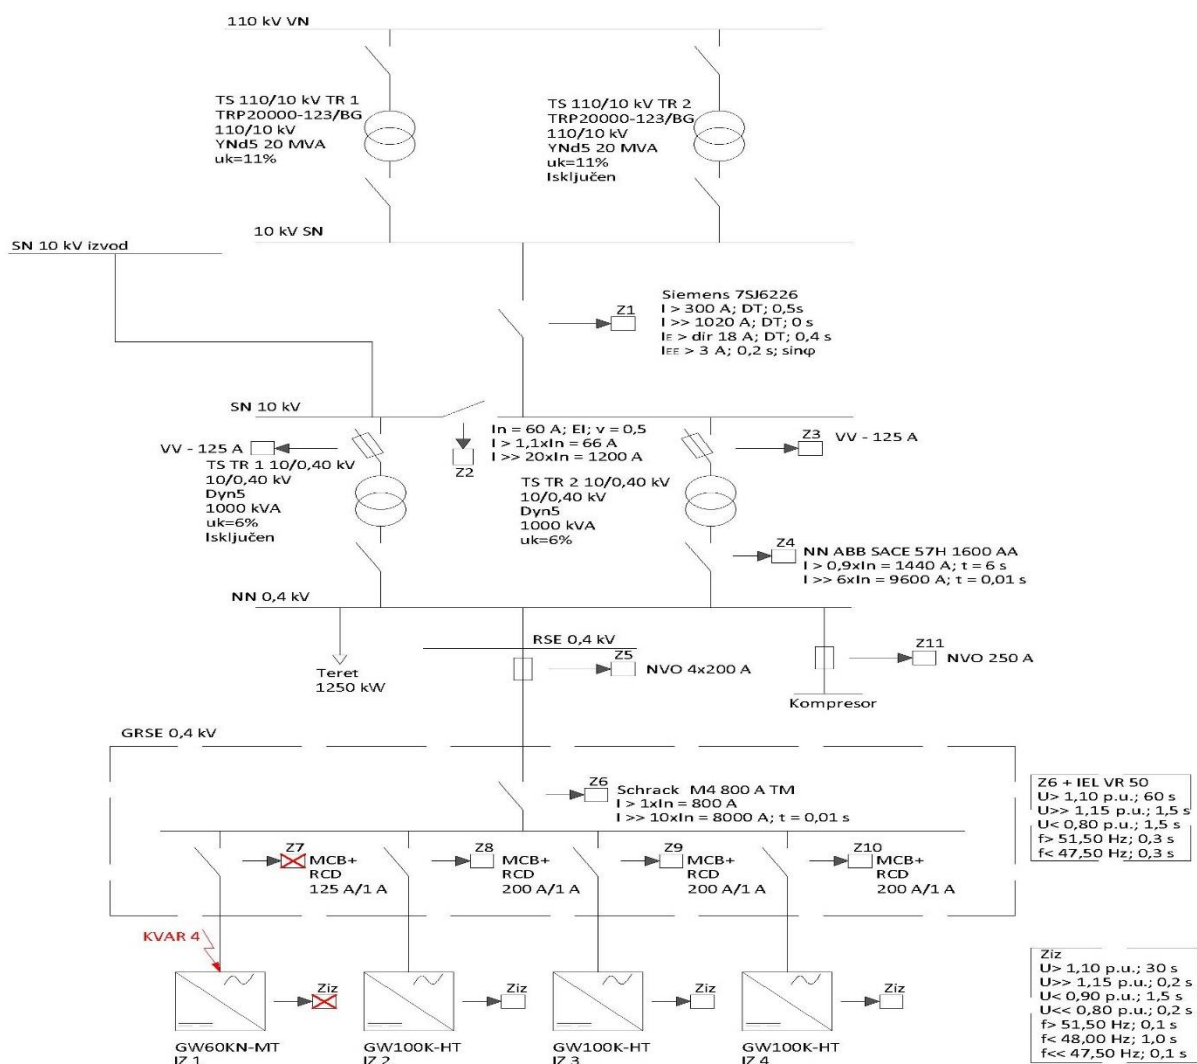 110 kV VN
TS 110/10 kV TR 1
TRP20000-123/BG
110/10 kV
YNd5 20 MVA
uk=11%
TS 110/10 kV TR 2
TRP20000-123/BG
110/10 kV
YNd5 20 MVA
uk=11%
Isključen
10 kV SN
SN 10 kV izvod
Z1
Siemens 7SJ6226
I > 300 A; DT; 0,5s
I >> 1020 A; DT; 0 s
IE > dir 18 A; DT; 0,4 s
IEE > 3 A; 0,2 s; sinφ
SN 10 kV
VV - 125 A
TS TR 1 10/0,40 kV
10/0,40 kV
Dyn5
1000 kVA
uk=6%
Isključen
Z2
In = 60 A; EI; v = 0,5
I > 1,1xIn = 66 A
I >> 20xIn = 1200 A
Z3
VV - 125 A
TS TR 2 10/0,40 kV
10/0,40 kV
Dyn5
1000 kVA
uk=6%
Z4
NN ABB SACE 57H 1600 AA
I > 0,9xIn = 1440 A; t = 6 s
I >> 6xIn = 9600 A; t = 0,01 s
NN 0,4 kV
Teret
1250 kW
RSE 0,4 kV
Z5
NVO 4x200 A
Z11
NVO 250 A
Kompresor
GRSE 0,4 kV
Z6
Schrack M4 800 A TM
I > 1xIn = 800 A
I >> 10xIn = 8000 A; t = 0,01 s
Z6 + IEL VR 50
U> 1,10 p.u.; 60 s
U>> 1,15 p.u.; 1,5 s
U< 0,80 p.u.; 1,5 s
f> 51,50 Hz; 0,3 s
f< 47,50 Hz; 0,3 s
Z7
MCB+
RCD
125 A/1 A
Z8
MCB+
RCD
200 A/1 A
Z9
MCB+
RCD
200 A/1 A
Z10
MCB+
RCD
200 A/1 A
KVAR 4
Ziz
Ziz
Ziz
Ziz
GW60KN-MT
IZ 1
GW100K-HT
IZ 2
GW100K-HT
IZ 3
GW100K-HT
IZ 4
Ziz
U> 1,10 p.u.; 30 s
U>> 1,15 p.u.; 0,2 s
U< 0,90 p.u.; 1,5 s
U<< 0,80 p.u.; 0,2 s
f> 51,50 Hz; 0,1 s
f< 48,00 Hz; 1,0 s
f<< 47,50 Hz; 0,1 s